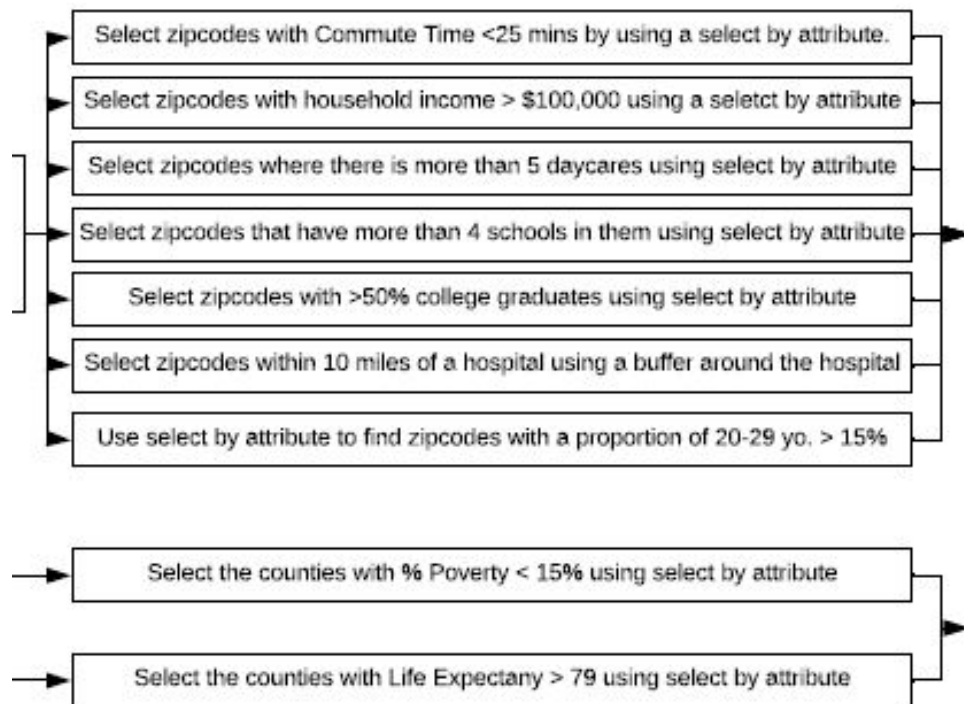 Select zipcodes with Commute Time <25 mins by using a select by attribute.
Select zipcodes with household income > $100,000 using a seletct by attribute
Select zipcodes where there is more than 5 daycares using select by attribute
Select zipcodes that have more than 4 schools in them using select by attribute
Select zipcodes with >50% college graduates using select by attribute
Select zipcodes within 10 miles of a hospital using a buffer around the hospital
Use select by attribute to find zipcodes with a proportion of 20-29 yo. > 15%
Select the counties with % Poverty < 15% using select by attribute
Select the counties with Life Expectany > 79 using select by attribute